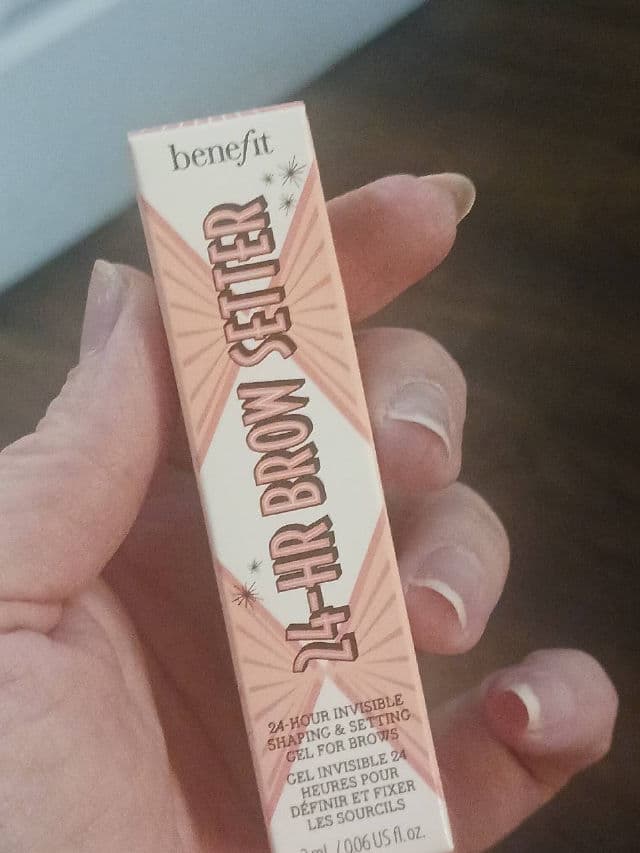 benefit
24-HR BROW SETTER
24-HOUR INVISIBLE
SHAPING & SETTING
GEL FOR BROWS
GEL INVISIBLE 24
HEURES POUR
DÉFINIR ET FIXER
LES SOURCILS
mL / 0.06 US fl.oz.